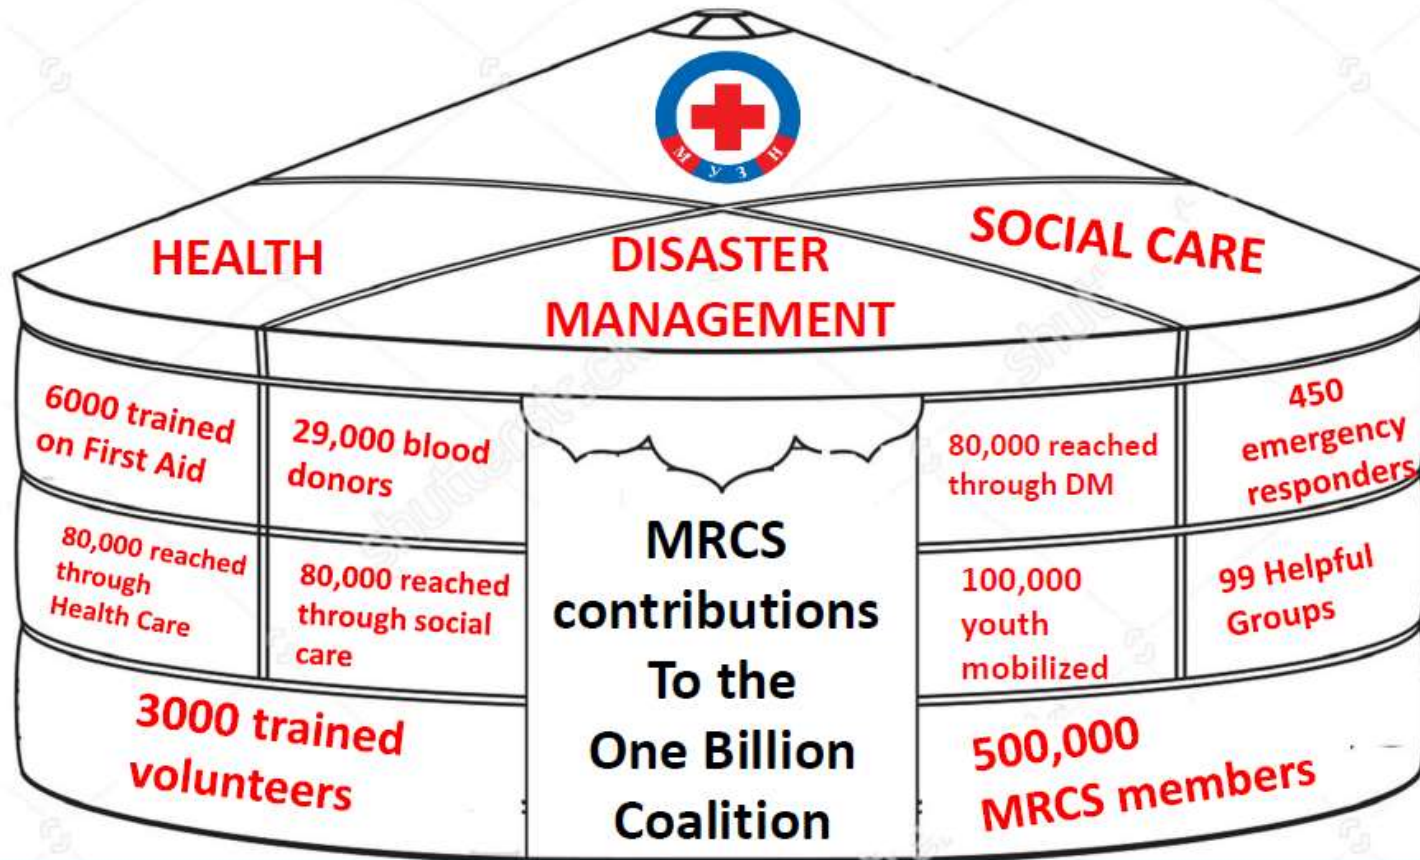 М У З Н
HEALTH
DISASTER
MANAGEMENT
SOCIAL CARE
6000 trained
on First Aid
29,000 blood
donors
80,000 reached
through DM
450
emergency
responders
80,000 reached
through
Health Care
80,000 reached
through social
care
100,000
youth
mobilized
99 Helpful
Groups
3000 trained
volunteers
500,000
MRCS members
MRCS
contributions
To the
One Billion
Coalition